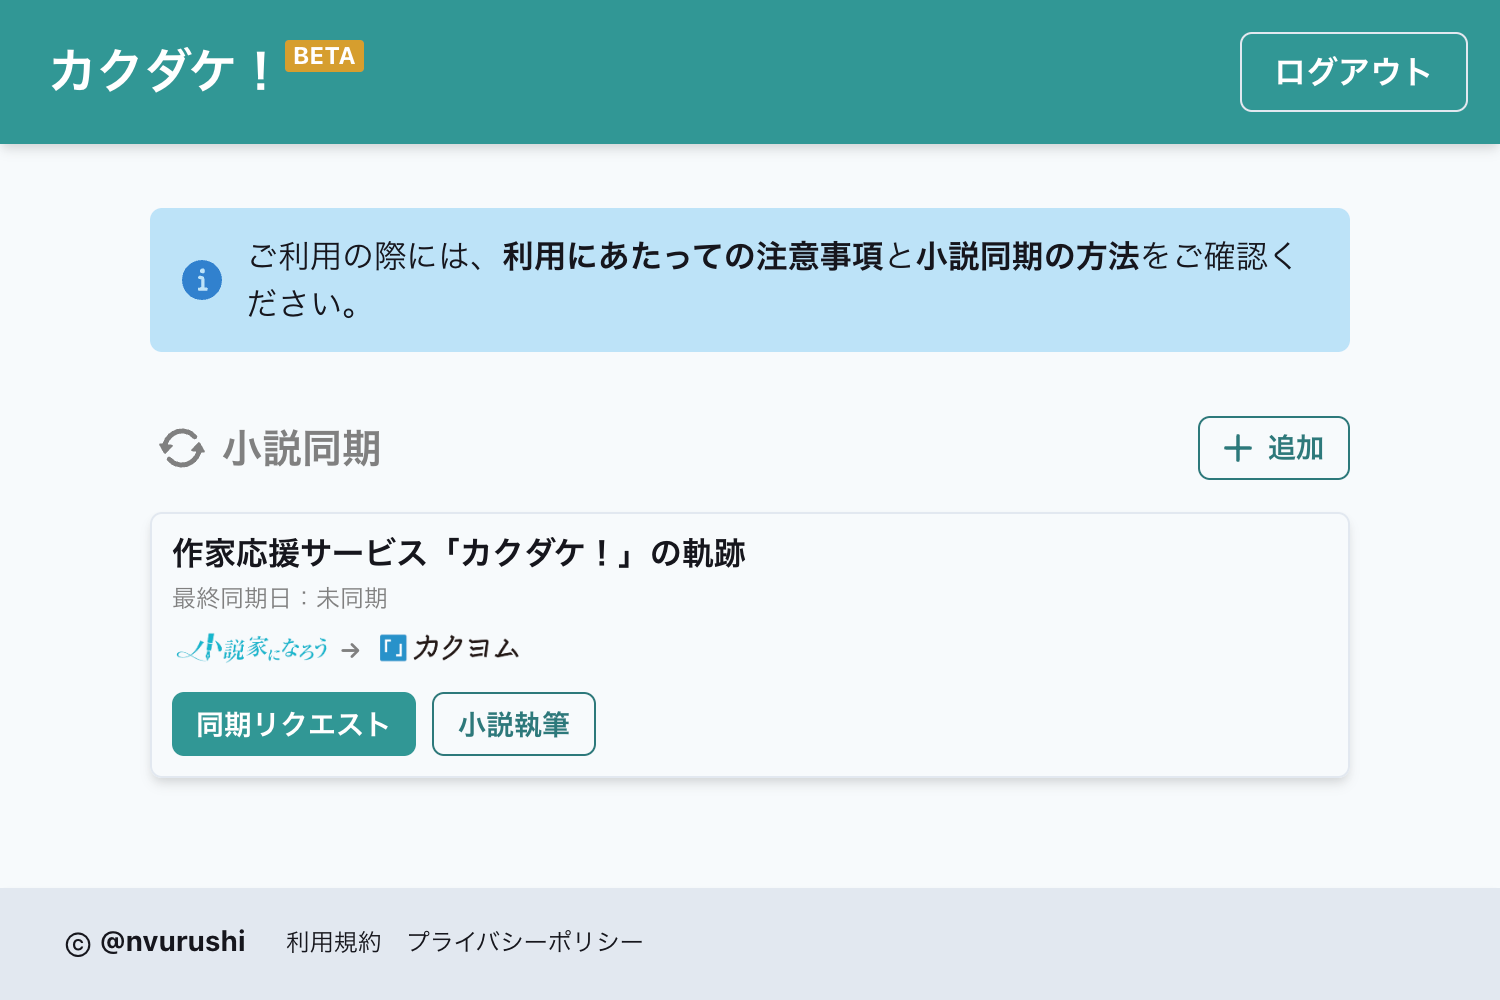 カクダケ！ BETA
ログアウト
ご利用の際には、利用にあたっての注意事項と小説同期の方法をご確認く
ださい。
小説同期
追加
作家応援サービス「カクダケ！」の軌跡
最終同期日：未同期
小説家になろう → 「」カクヨム
同期リクエスト
小説執筆
© @nvurushi 利用規約 プライバシーポリシー